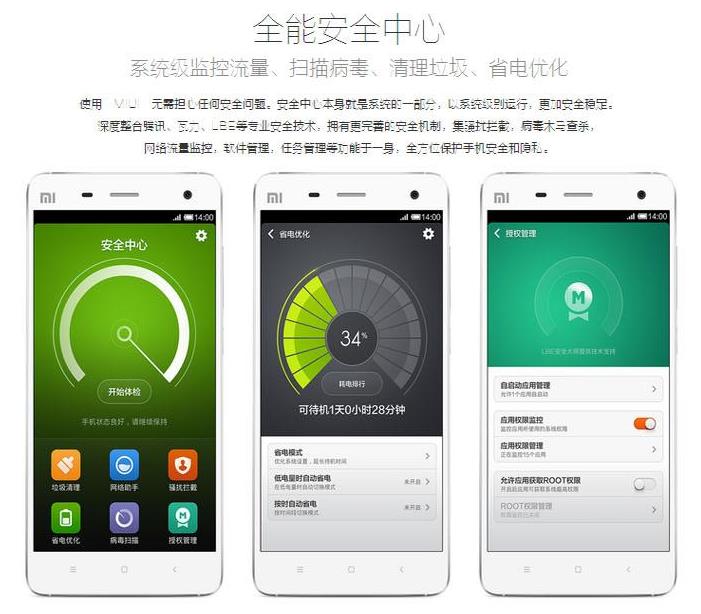 全能安全中心
系统级监控流量、扫描病毒、清理垃圾、省电优化
使用 MIUI 无需担心任何安全问题。安全中心本身就是系统的一部分，以系统级别运行，更加安全稳定。
深度整合腾讯、瓦力、LBE等专业安全技术，拥有更完善的安全机制，集骚扰拦截，病毒木马查杀，
网络流量监控，软件管理，任务管理等功能于一身，全方位保护手机安全和隐私。
MI
14:00
安全中心
开始体检
手机状态良好，请继续保持
垃圾清理
网络助手
骚扰拦截
省电优化
病毒扫描
授权管理
MI
14:00
省电优化
34%
耗电排行
可待机1天0小时28分钟
省电模式
优化系统设置，延长待机时间
低电量时自动省电
在低电量时自动切换模式
未开启
按时自动省电
按时间段切换模式
未开启
MI
14:00
授权管理
M
LBE安全大师提供技术支持
自启动应用管理
允许1个应用自启动
应用权限监控
监控应用所使用的系统权限
应用权限管理
正在监控15个应用
允许应用获取ROOT权限
开启后应用可获取系统最高权限
ROOT权限管理
权限监控已关闭